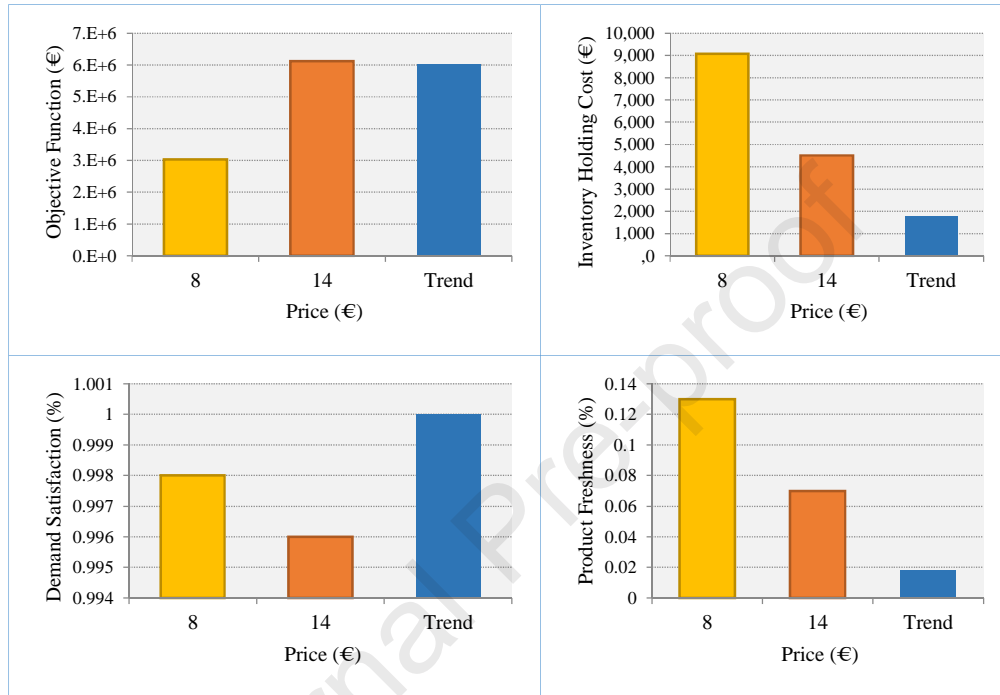 Objective Function (€)
7.E+6
6.E+6
5.E+6
4.E+6
3.E+6
2.E+6
1.E+6
0.E+0
8 14 Trend
Price (€)
Inventory Holding Cost (€)
10,000
9,000
8,000
7,000
6,000
5,000
4,000
3,000
2,000
1,000
,0
8 14 Trend
Price (€)
Demand Satisfaction (%)
1.001
1
0.999
0.998
0.997
0.996
0.995
0.994
8 14 Trend
Price (€)
Product Freshness (%)
0.14
0.12
0.1
0.08
0.06
0.04
0.02
0
8 14 Trend
Price (€)
nal Pre-proof